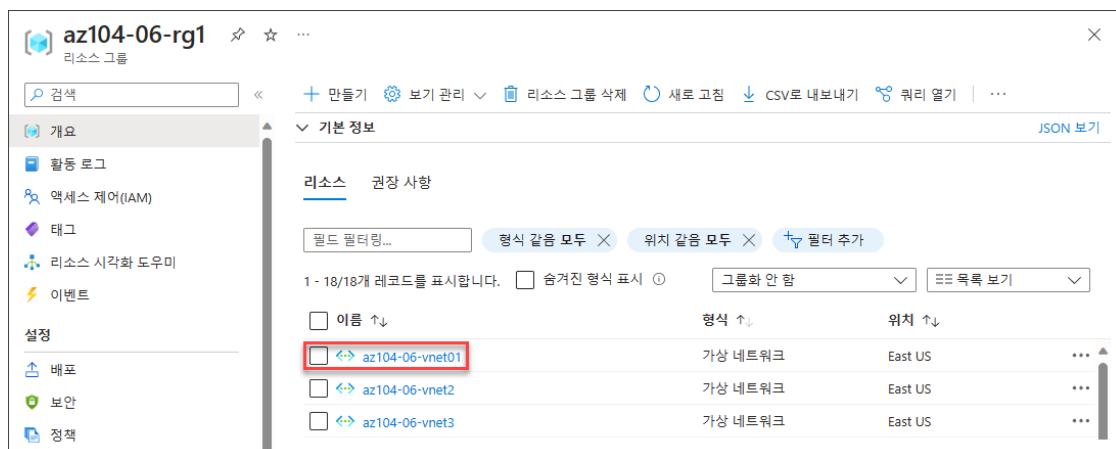 az104-06-rg1
리소스 그룹
검색
만들기 보기 관리 리소스 그룹 삭제 새로 고침 CSV로 내보내기 쿼리 열기
개요
활동 로그
액세스 제어(IAM)
태그
리소스 시각화 도우미
이벤트
설정
배포
보안
정책
기본 정보 JSON 보기
리소스 권장 사항
필드 필터링... 형식 같음 모두 위치 같음 모두 필터 추가
1 - 18/18개 레코드를 표시합니다. 숨겨진 형식 표시 그룹화 안 함 목록 보기
이름 형식 위치
az104-06-vnet01 가상 네트워크 East US
az104-06-vnet2 가상 네트워크 East US
az104-06-vnet3 가상 네트워크 East US